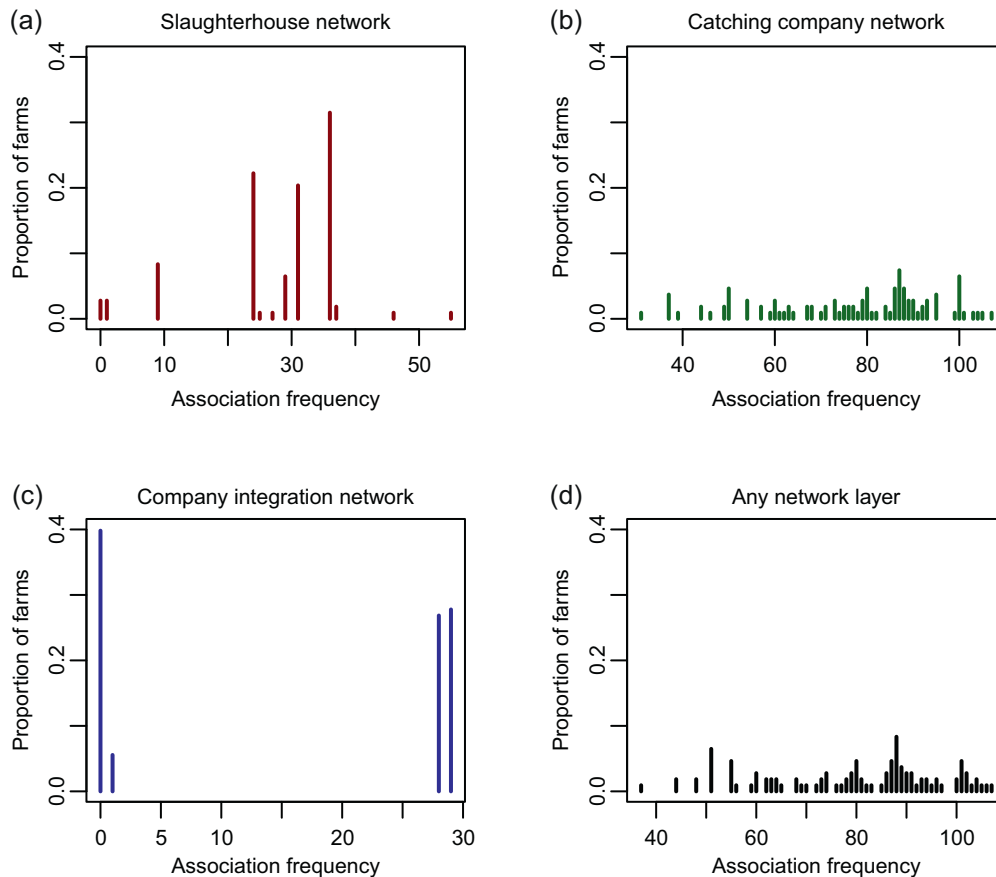 (a) Slaughterhouse network
Proportion of farms
0.4
0.2
0.0
0 10 30 50
Association frequency
(b) Catching company network
Proportion of farms
0.4
0.2
0.0
40 60 80 100
Association frequency
(c) Company integration network
Proportion of farms
0.4
0.2
0.0
0 5 10 20 30
Association frequency
(d) Any network layer
Proportion of farms
0.4
0.2
0.0
40 60 80 100
Association frequency